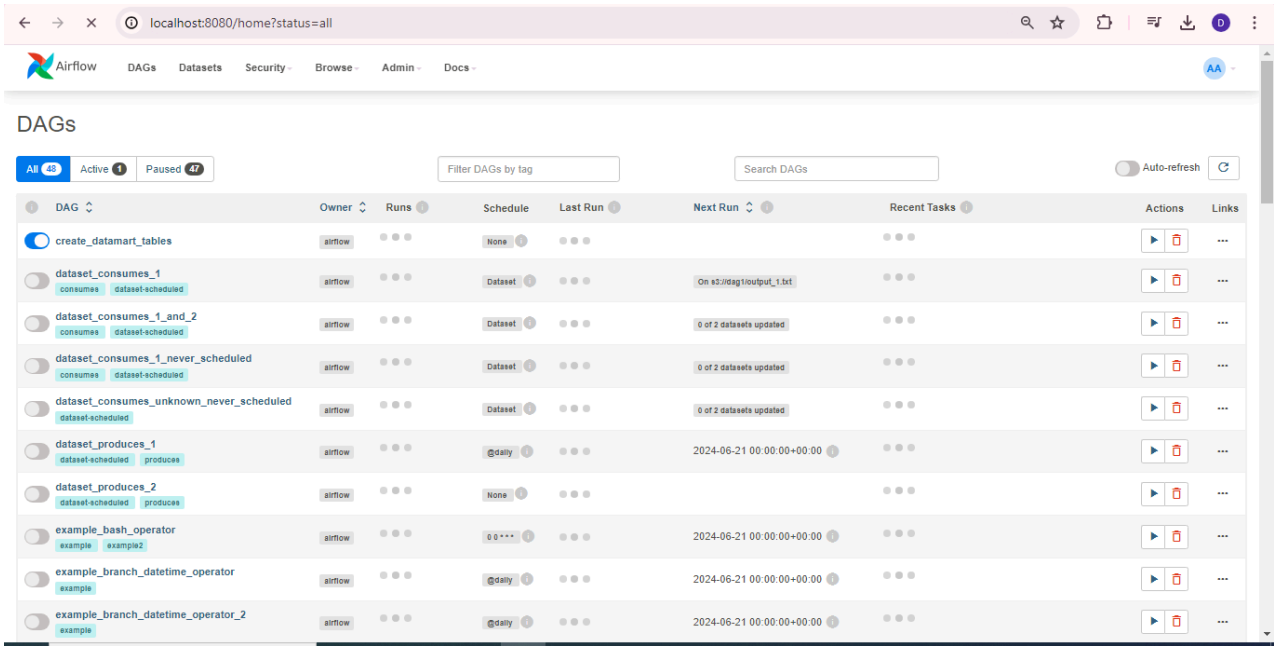 localhost:8080/home?status=all
D
Airflow DAGs Datasets Security Browse Admin Docs AA
DAGs
All 48 Active 1 Paused 47 Filter DAGs by tag Search DAGs Auto-refresh
DAG Owner Runs Schedule Last Run Next Run Recent Tasks Actions Links
create_datamart_tables airflow None
dataset_consumes_1 airflow Dataset On s3://dag1/output_1.txt
consumes dataset-scheduled
dataset_consumes_1_and_2 airflow Dataset 0 of 2 datasets updated
consumes dataset-scheduled
dataset_consumes_1_never_scheduled airflow Dataset 0 of 2 datasets updated
consumes dataset-scheduled
dataset_consumes_unknown_never_scheduled airflow Dataset 0 of 2 datasets updated
dataset-scheduled
dataset_produces_1 airflow @daily 2024-06-21 00:00:00+00:00
dataset-scheduled produces
dataset_produces_2 airflow None
dataset-scheduled produces
example_bash_operator airflow 0 0 * * * 2024-06-21 00:00:00+00:00
example example2
example_branch_datetime_operator airflow @daily 2024-06-21 00:00:00+00:00
example
example_branch_datetime_operator_2 airflow @daily 2024-06-21 00:00:00+00:00
example